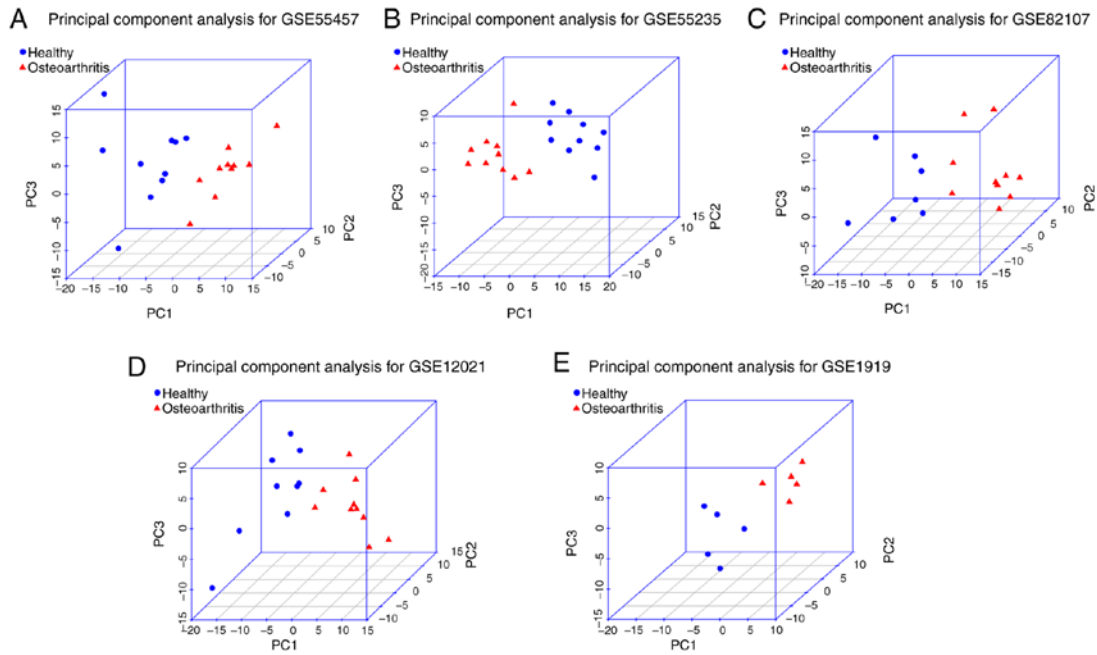 A Principal component analysis for GSE55457
Healthy
Osteoarthritis
PC3
15
10
5
0
−5
−10
−15
−20 −15 −10 −5 0 5 10 15
PC1
−10 −5 0 5 10
PC2
B Principal component analysis for GSE55235
Healthy
Osteoarthritis
PC3
10
5
0
−5
−10
−15
−20
−15 −10 −5 0 5 10 15 20
PC1
−10 −5 0 5 10 15
PC2
C Principal component analysis for GSE82107
Healthy
Osteoarthritis
PC3
15
10
5
0
−5
−10
−20 −15 −10 −5 0 5 10 15
PC1
−15 −10 −5 0 5 10
PC2
D Principal component analysis for GSE12021
Healthy
Osteoarthritis
PC3
10
5
0
−5
−10
−15
−20 −15 −10 −5 0 5 10 15
PC1
−10 −5 0 5 10 15
PC2
E Principal component analysis for GSE1919
Healthy
Osteoarthritis
PC3
10
5
0
−5
−10
−15
−20 −15 −10 −5 0 5 10
PC1
−10 −5 0 5 10
PC2